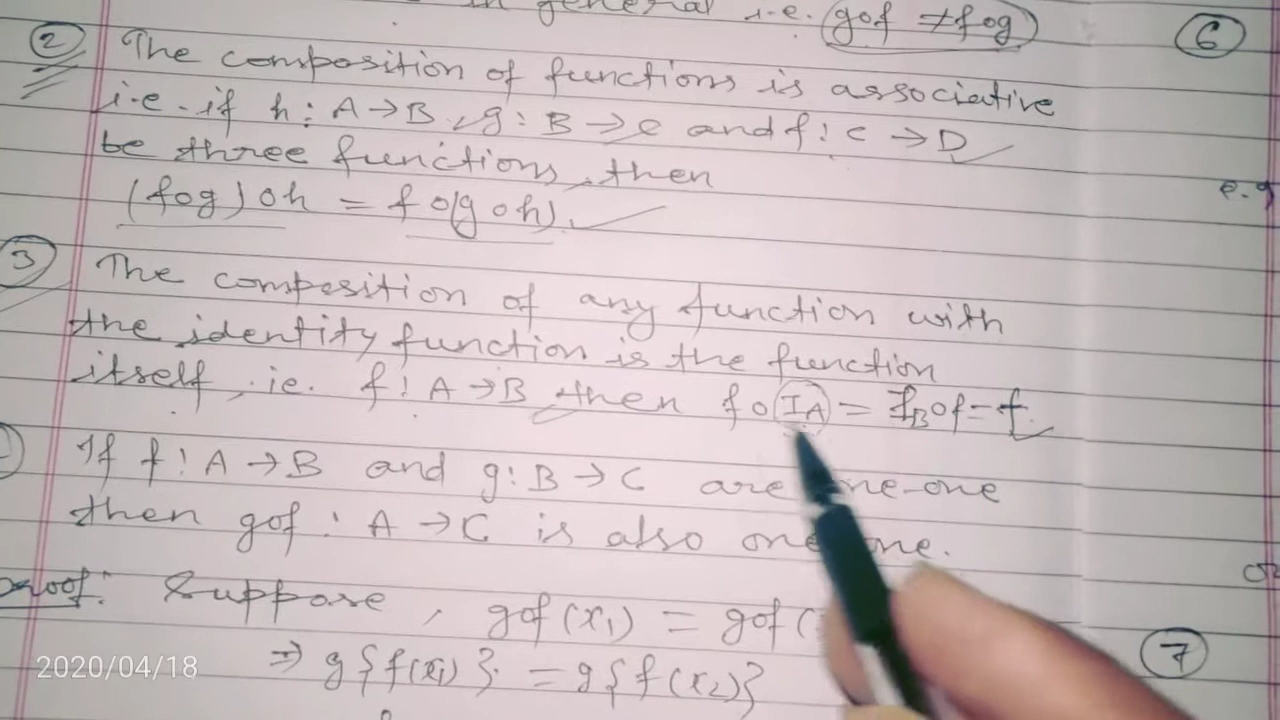 in general i.e. gof ≠ fog
6
2 The composition of functions is associative
i.e. if h : A → B, g : B → C and f : C → D
be three functions, then
(fog) oh = f o(g o h).
e.g
3 The composition of any function with
the identity function is the function
itself, ie. f : A → B then f o IA = IB of = f.
If f : A → B and g : B → C are one-one
then gof : A → C is also one one.
Proof: Suppose, gof (x1) = gof (
⇒ g{f(x1)} = g{f(x2)}
7
2020/04/18